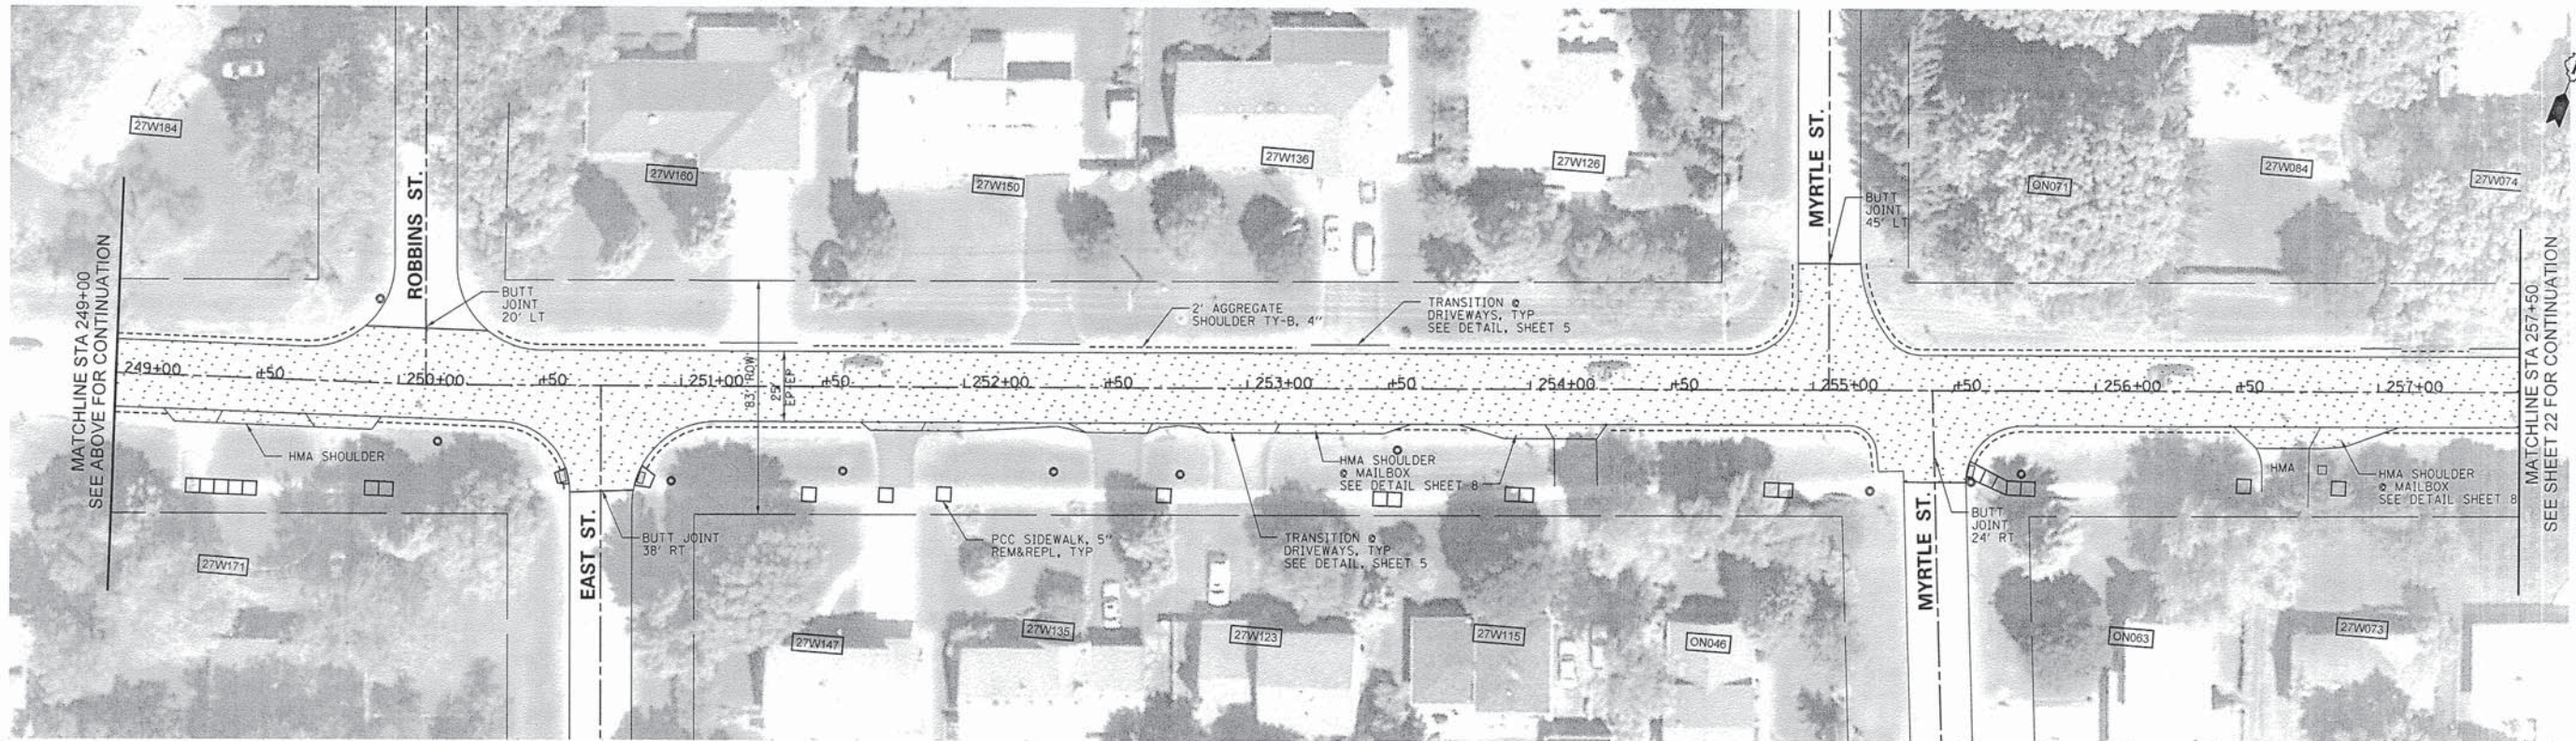 27W184
ROBBINS ST.
27W160
27W150
27W136
27W126
MYRTLE ST.
BUTT
JOINT
45' LT
ON071
27W084
27W074
MATCHLINE STA 249+00
SEE ABOVE FOR CONTINUATION
BUTT
JOINT
20' LT
2' AGGREGATE
SHOULDER TY-B, 4"
TRANSITION @
DRIVEWAYS, TYP
SEE DETAIL, SHEET 5
MATCHLINE STA 257+50
SEE SHEET 22 FOR CONTINUATION
249+00 +50 250+00 +50 251+00 +50 252+00 +50 253+00 +50 254+00 +50 255+00 +50 256+00 +50 257+00
83' ROW
25'
EP-EP
HMA SHOULDER
HMA SHOULDER
@ MAILBOX
SEE DETAIL SHEET 8
HMA
HMA SHOULDER
@ MAILBOX
SEE DETAIL SHEET 8
27W171
EAST ST.
BUTT JOINT
38' RT
PCC SIDEWALK, 5"
REM&REPL, TYP
TRANSITION @
DRIVEWAYS, TYP
SEE DETAIL, SHEET 5
MYRTLE ST.
BUTT
JOINT
24' RT
27W147
27W135
27W123
27W115
ON046
ON063
27W073